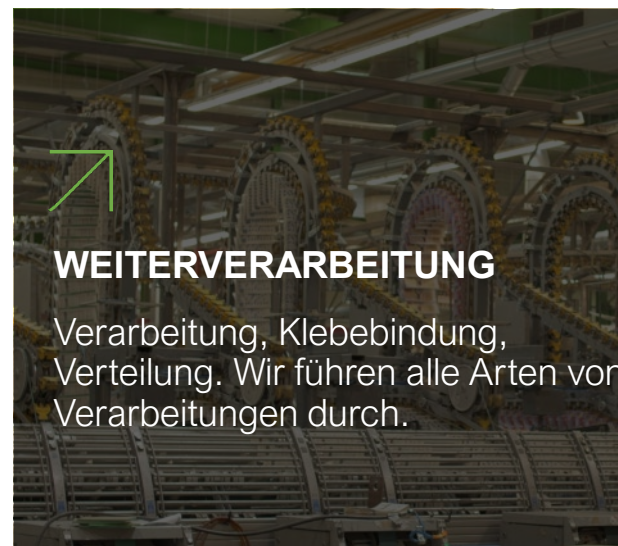 WEITERVERARBEITUNG
Verarbeitung, Klebebindung,
Verteilung. Wir führen alle Arten von
Verarbeitungen durch.